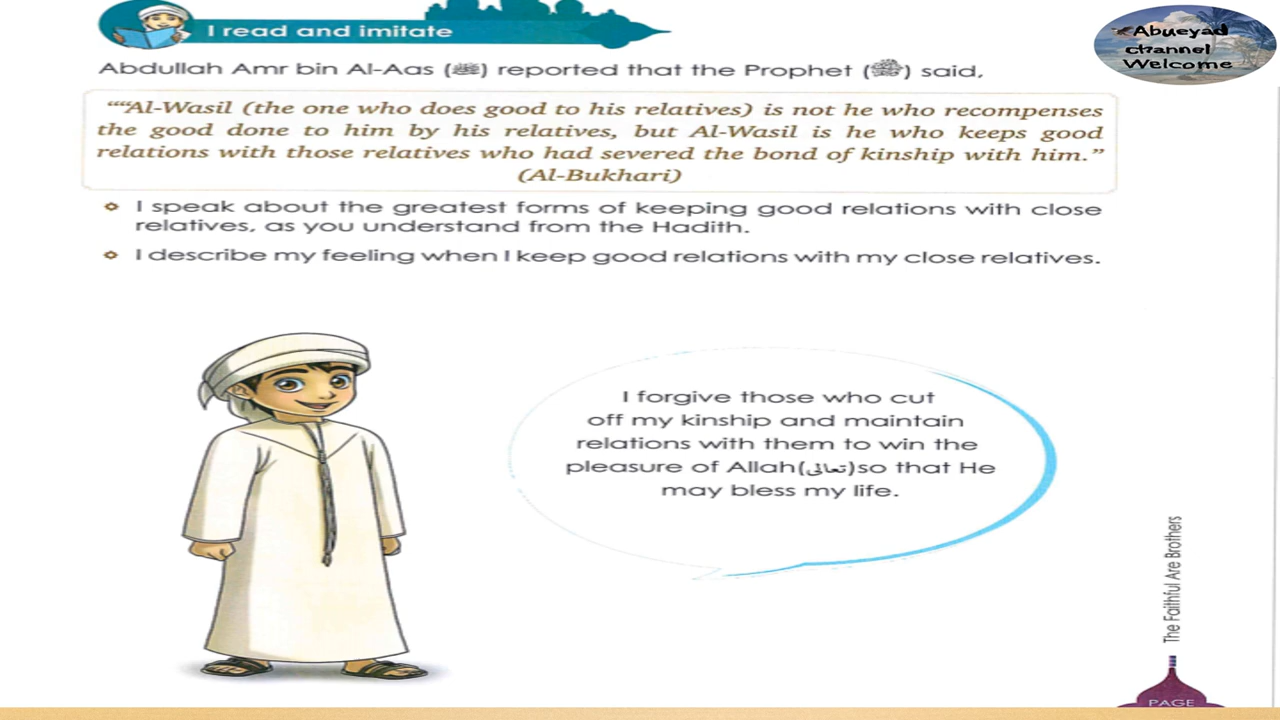 I read and imitate
Abueyad
channel
Welcome
Abdullah Amr bin Al-Aas () reported that the Prophet (ﷺ) said,
““Al-Wasil (the one who does good to his relatives) is not he who recompenses
the good done to him by his relatives, but Al-Wasil is he who keeps good
relations with those relatives who had severed the bond of kinship with him.”
(Al-Bukhari)
I speak about the greatest forms of keeping good relations with close
relatives, as you understand from the Hadith.
I describe my feeling when I keep good relations with my close relatives.
I forgive those who cut
off my kinship and maintain
relations with them to win the
pleasure of Allah(تعالى)so that He
may bless my life.
The Faithful Are Brothers
PAGE